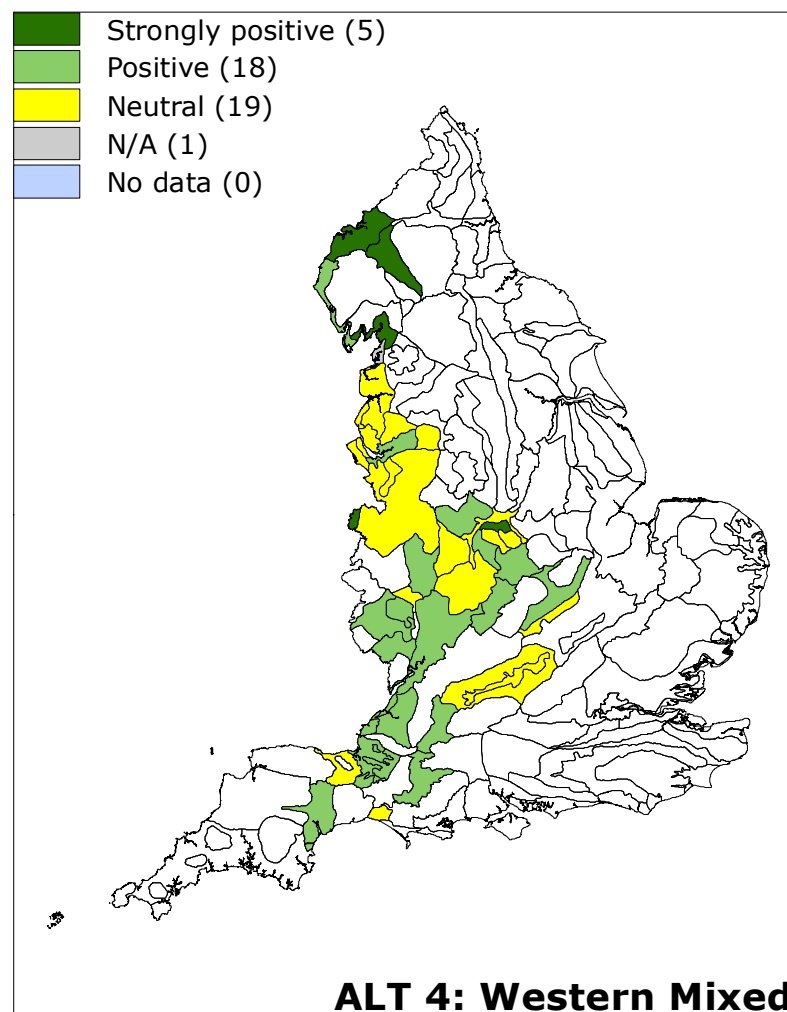 Strongly positive (5)
Positive (18)
Neutral (19)
N/A (1)
No data (0)
ALT 4: Western Mixed